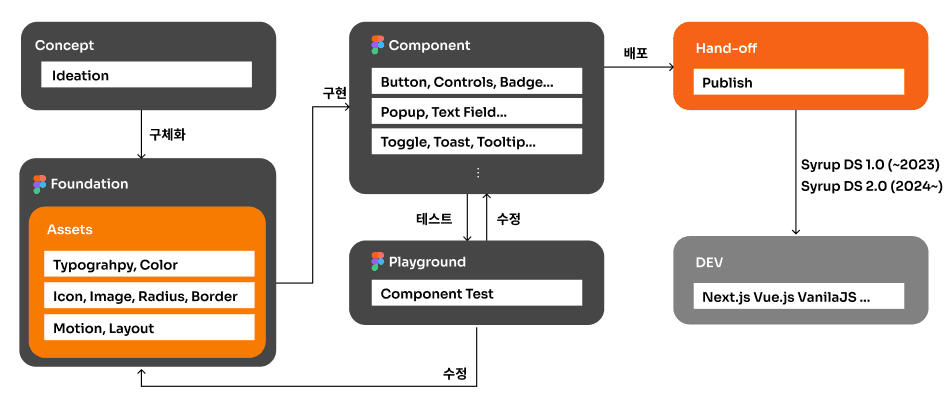 Concept
Ideation
구체화
Foundation
Assets
Typograhpy, Color
Icon, Image, Radius, Border
Motion, Layout
구현
Component
Button, Controls, Badge...
Popup, Text Field...
Toggle, Toast, Tooltip...
⋮
테스트
수정
Playground
Component Test
수정
배포
Hand-off
Publish
Syrup DS 1.0 (~2023)
Syrup DS 2.0 (2024~)
DEV
Next.js Vue.js VanilaJS ...